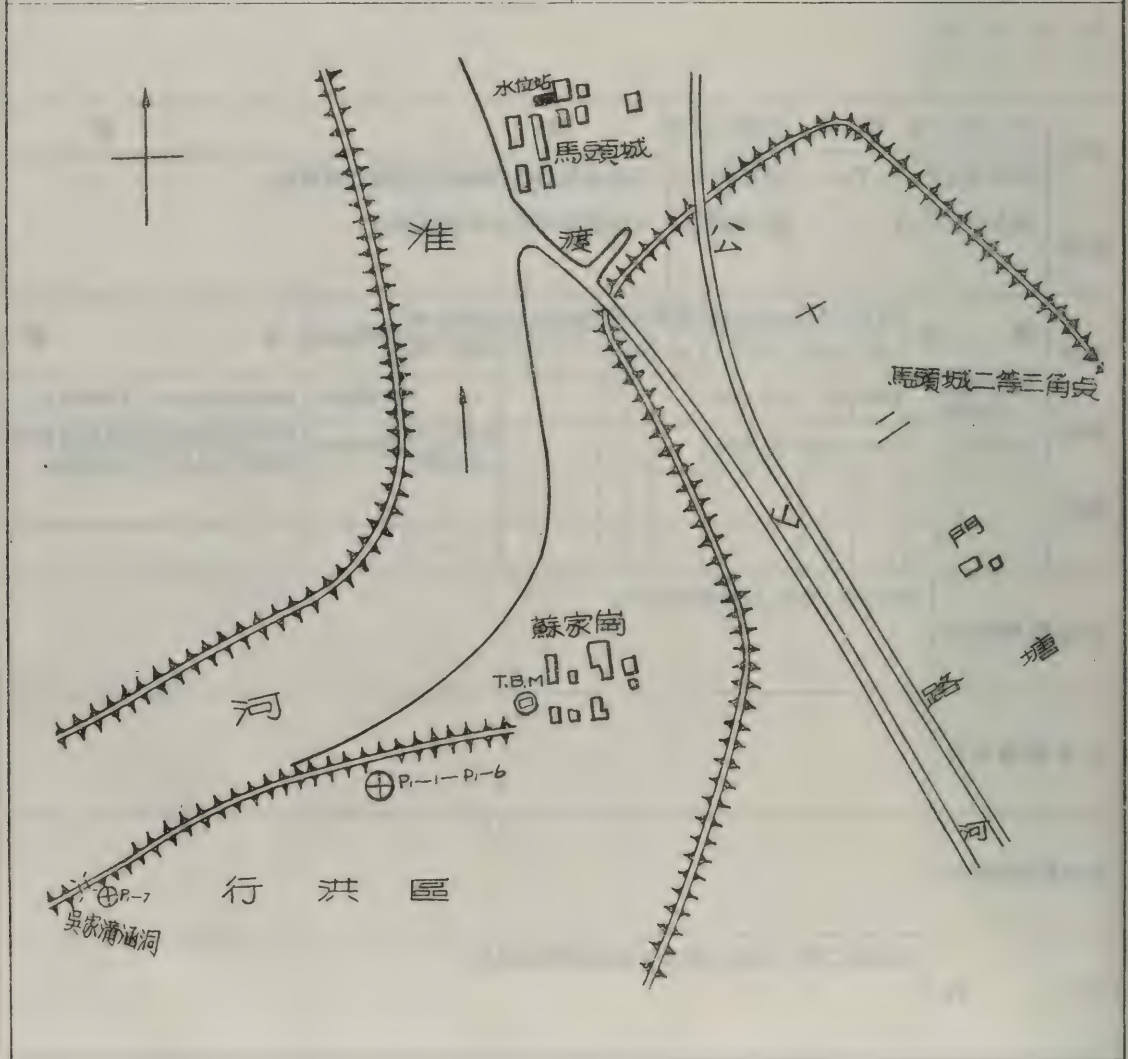 水位站
馬頭城
淮
渡
公
十
馬頭城二等三角点
二
門
蘇家崗
塘
T.B.M
路
河
P₁-1-P₁-6
河
P₁-7
行洪區
吳家溝涵洞